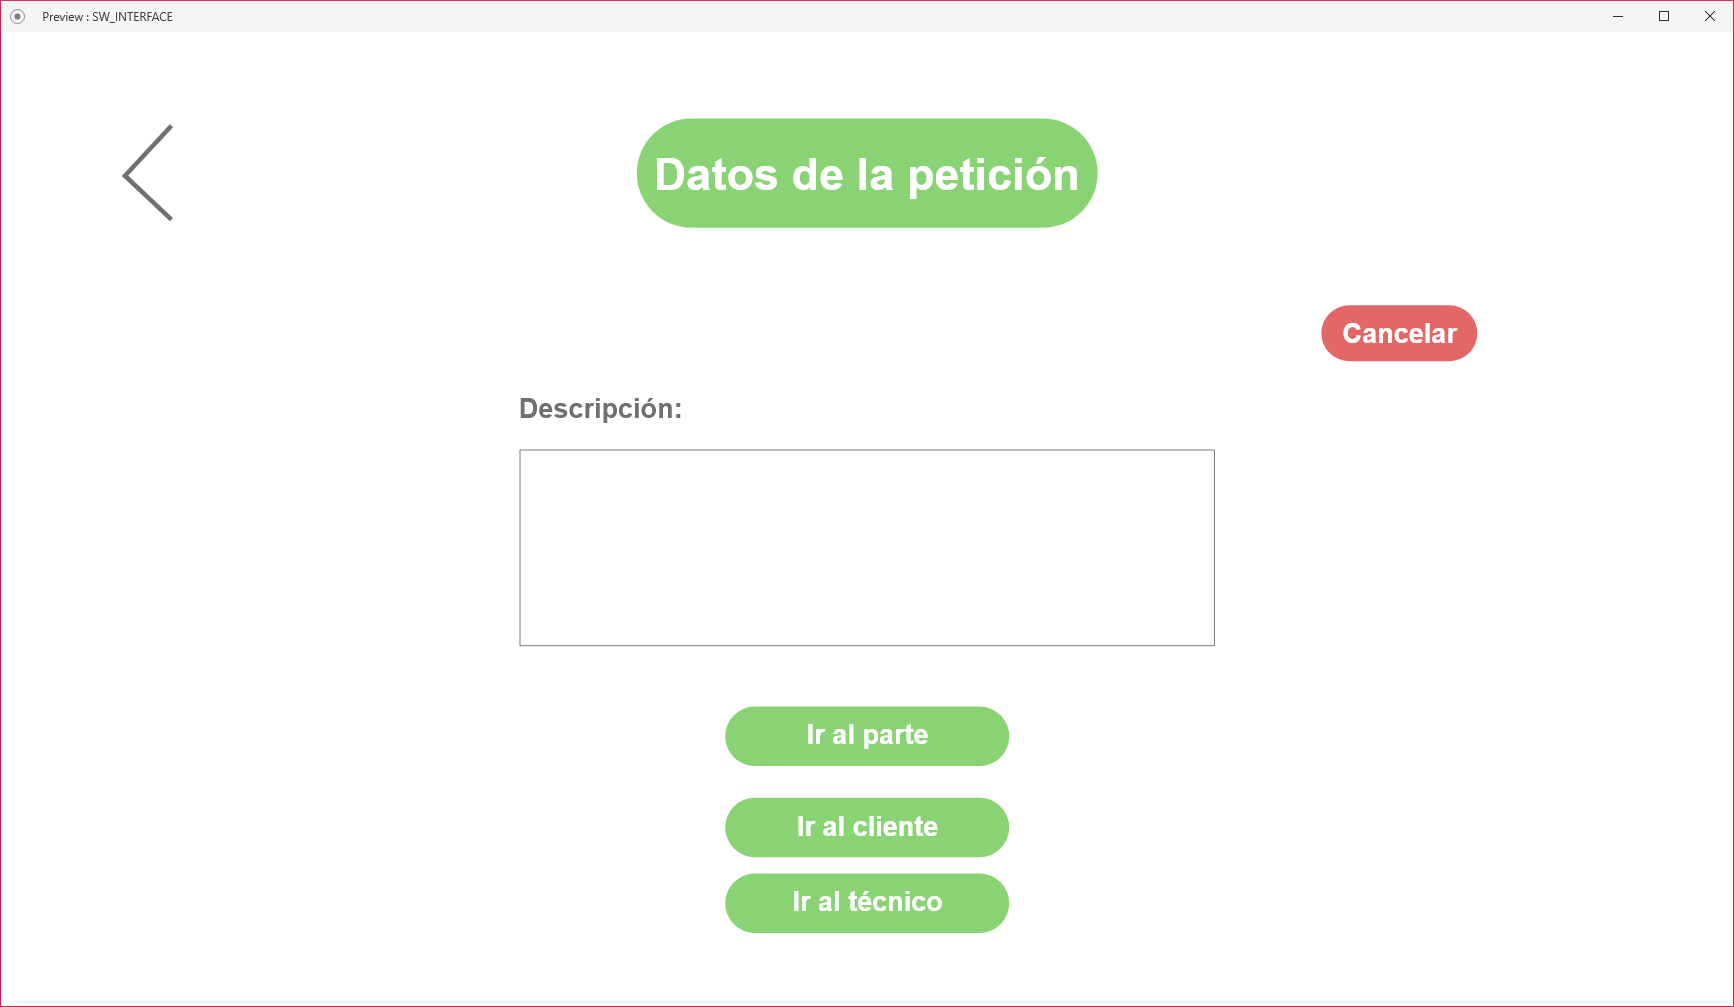 Preview : SW_INTERFACE
Datos de la petición
Cancelar
Descripción:
Ir al parte
Ir al cliente
Ir al técnico